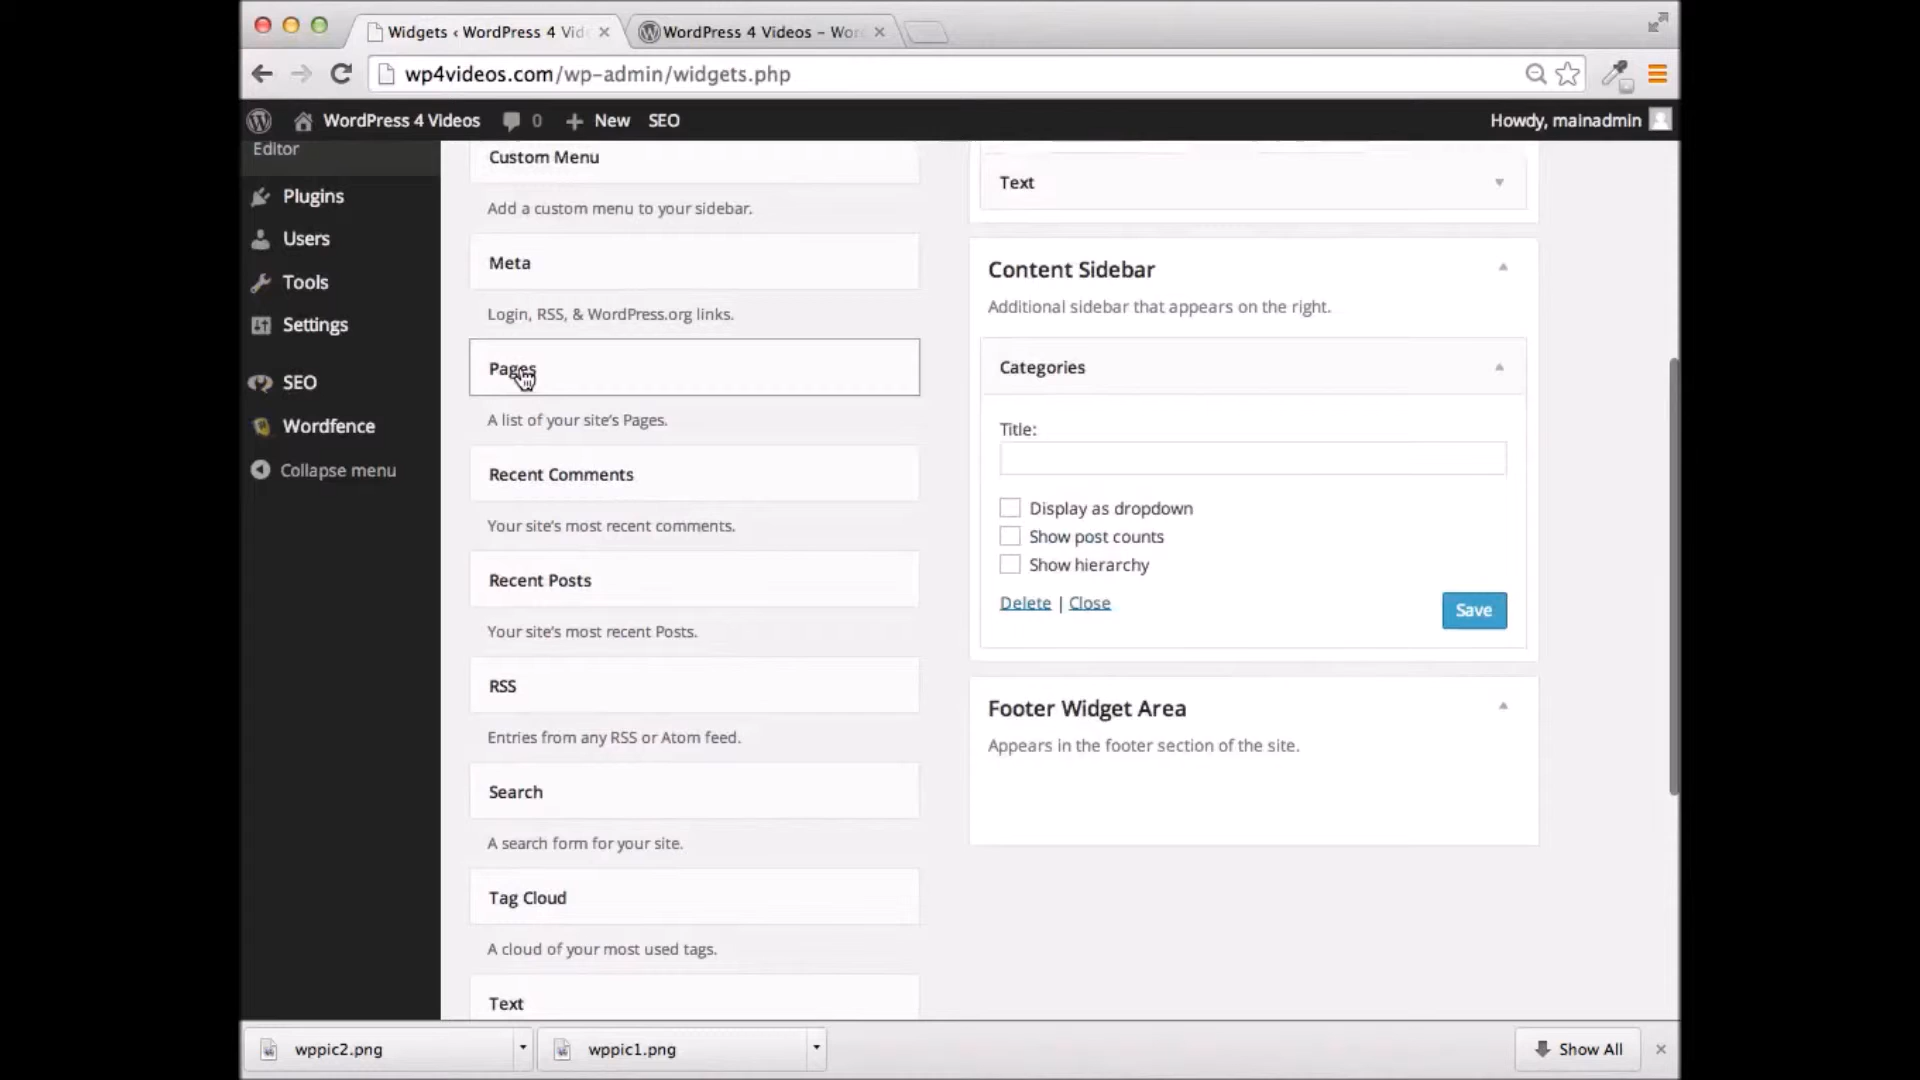 Widgets ‹ WordPress 4 Vid
WordPress 4 Videos – Wor
wp4videos.com/wp-admin/widgets.php
WordPress 4 Videos
0
New
SEO
Howdy, mainadmin
Editor
Plugins
Users
Tools
Settings
SEO
Wordfence
Collapse menu
Custom Menu
Add a custom menu to your sidebar.
Meta
Login, RSS, & WordPress.org links.
Pages
A list of your site's Pages.
Recent Comments
Your site's most recent comments.
Recent Posts
Your site's most recent Posts.
RSS
Entries from any RSS or Atom feed.
Search
A search form for your site.
Tag Cloud
A cloud of your most used tags.
Text
Text
Content Sidebar
Additional sidebar that appears on the right.
Categories
Title:
Display as dropdown
Show post counts
Show hierarchy
Delete | Close
Save
Footer Widget Area
Appears in the footer section of the site.
wppic2.png
wppic1.png
Show All